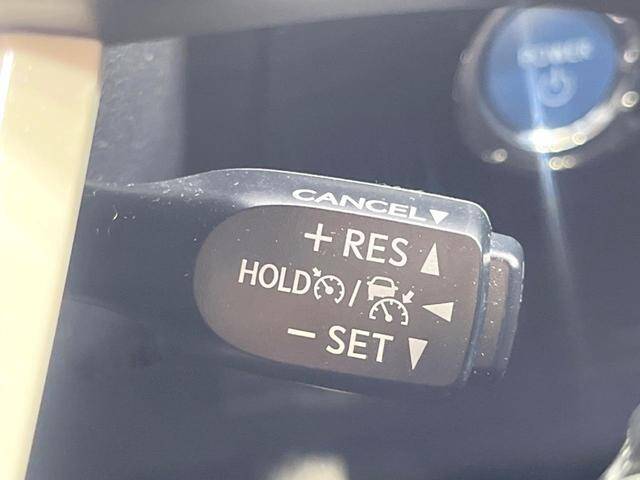 POWER
CANCEL▼
+ RES ▲
HOLD / ◀
− SET ▼